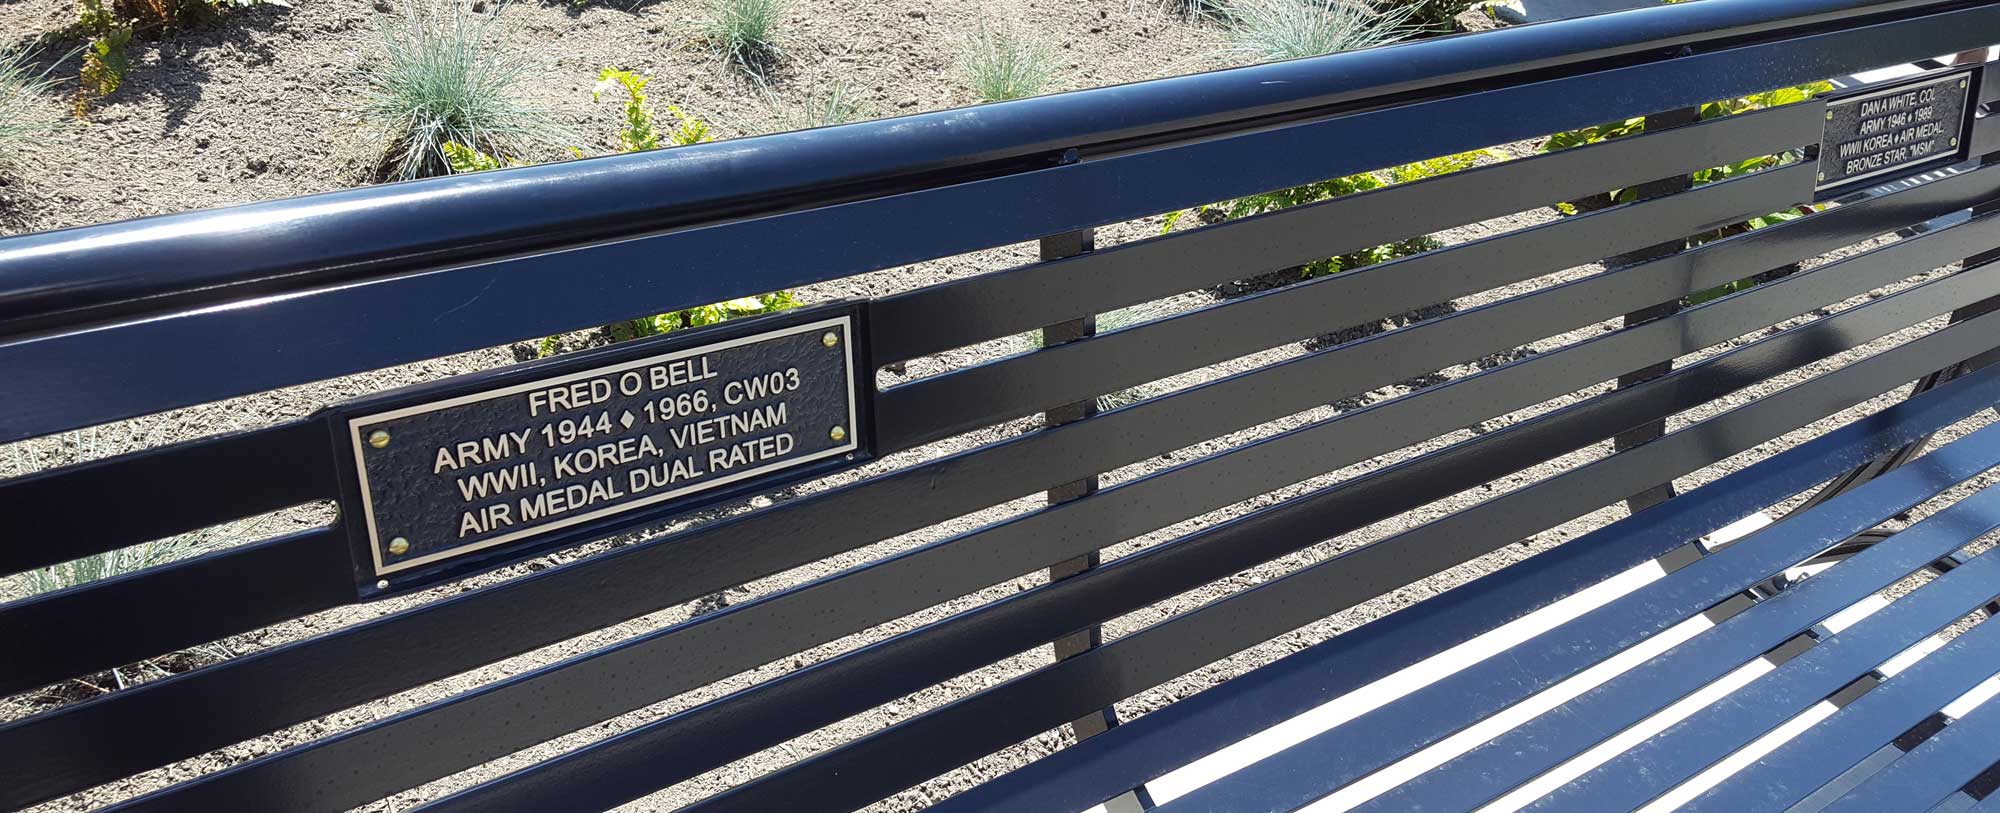 FRED O BELL
ARMY 1944 ♦ 1966, CW03
WWII, KOREA, VIETNAM
AIR MEDAL DUAL RATED
DAN A WHITE, COL
ARMY 1946 ♦ 1989
WWII KOREA ♦ AIR MEDAL,
BRONZE STAR, "MSM"